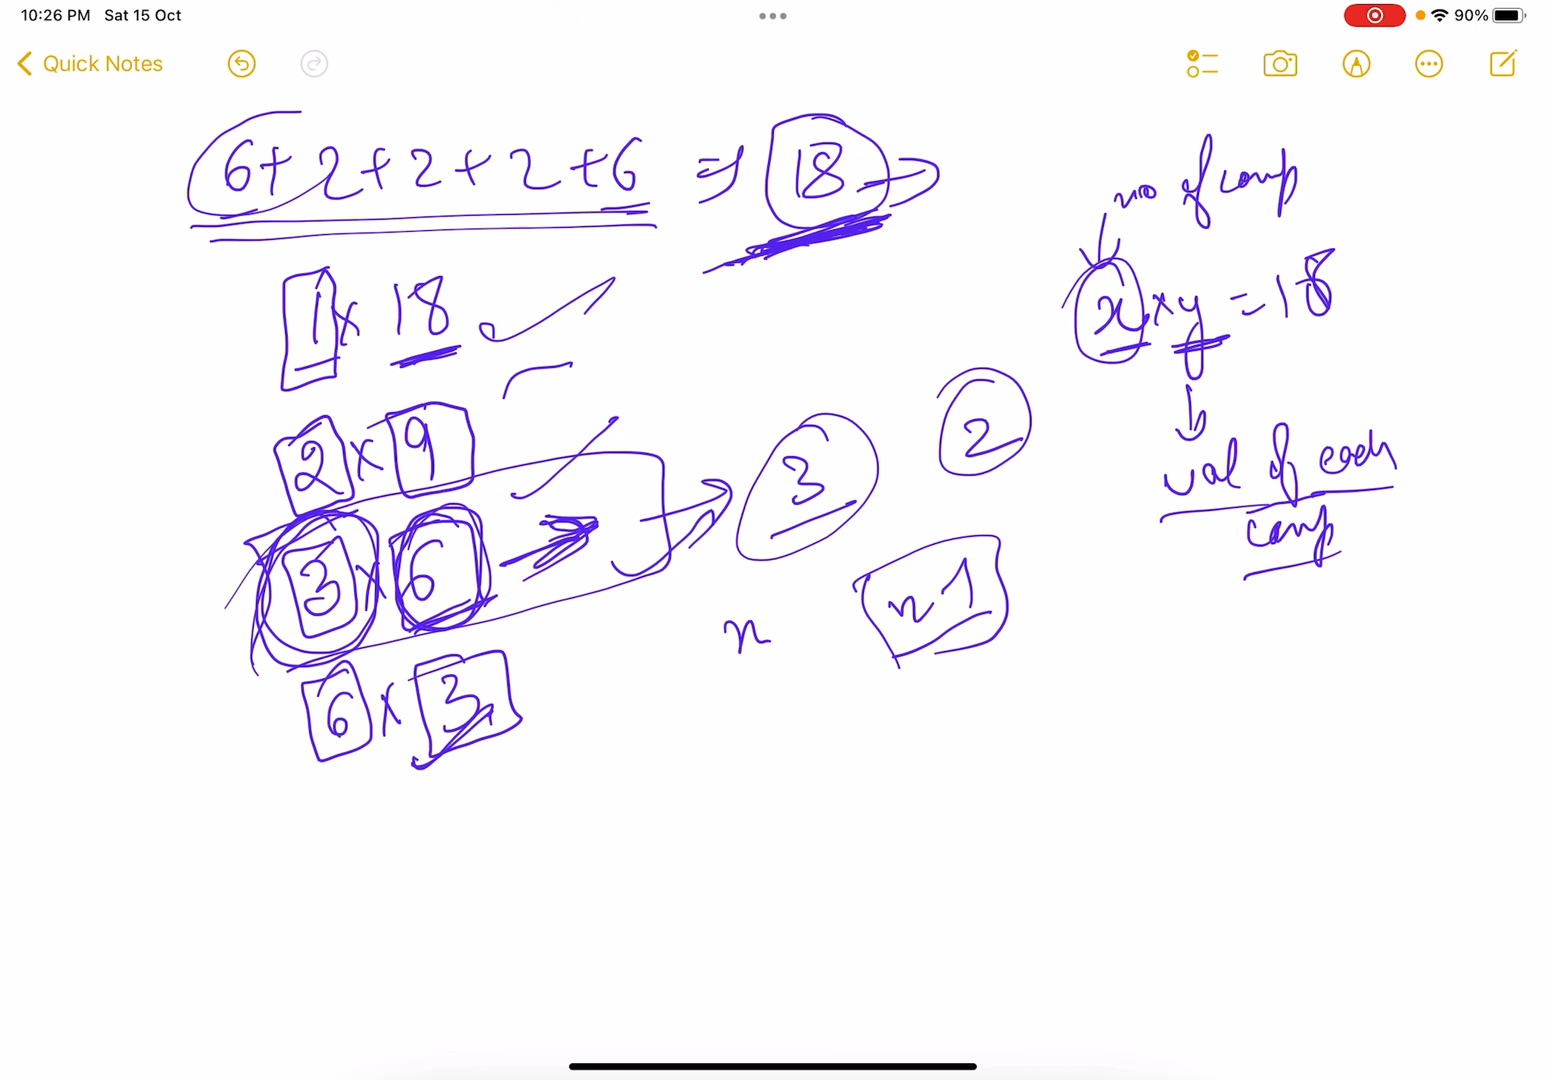 10:26 PM Sat 15 Oct
90%
Quick Notes
6+ 2+2+2+6 ⇒ 18 →
no of comp
x × y = 18
val of each
comp
1 × 18
2 × 9
3 × 6
3
2
6 × 3
n
n-1